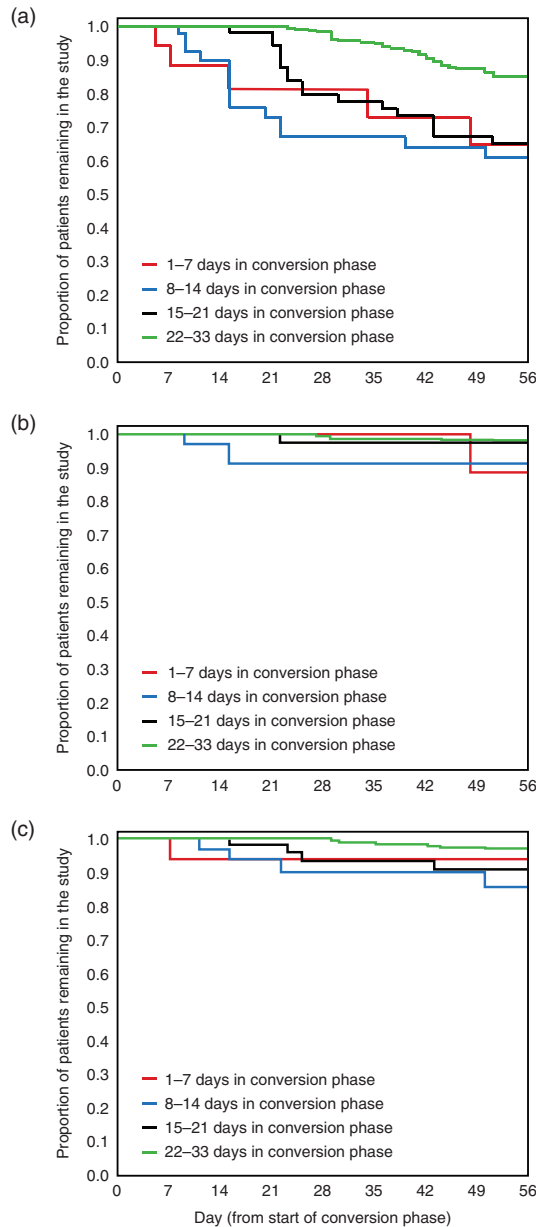 (a)
Proportion of patients remaining in the study
1.0
0.9
0.8
0.7
0.6
0.5
0.4
0.3
0.2
0.1
0.0
1–7 days in conversion phase
8–14 days in conversion phase
15–21 days in conversion phase
22–33 days in conversion phase
0 7 14 21 28 35 42 49 56
(b)
Proportion of patients remaining in the study
1.0
0.9
0.8
0.7
0.6
0.5
0.4
0.3
0.2
0.1
0.0
1–7 days in conversion phase
8–14 days in conversion phase
15–21 days in conversion phase
22–33 days in conversion phase
0 7 14 21 28 35 42 49 56
(c)
Proportion of patients remaining in the study
1.0
0.9
0.8
0.7
0.6
0.5
0.4
0.3
0.2
0.1
0.0
1–7 days in conversion phase
8–14 days in conversion phase
15–21 days in conversion phase
22–33 days in conversion phase
0 7 14 21 28 35 42 49 56
Day (from start of conversion phase)